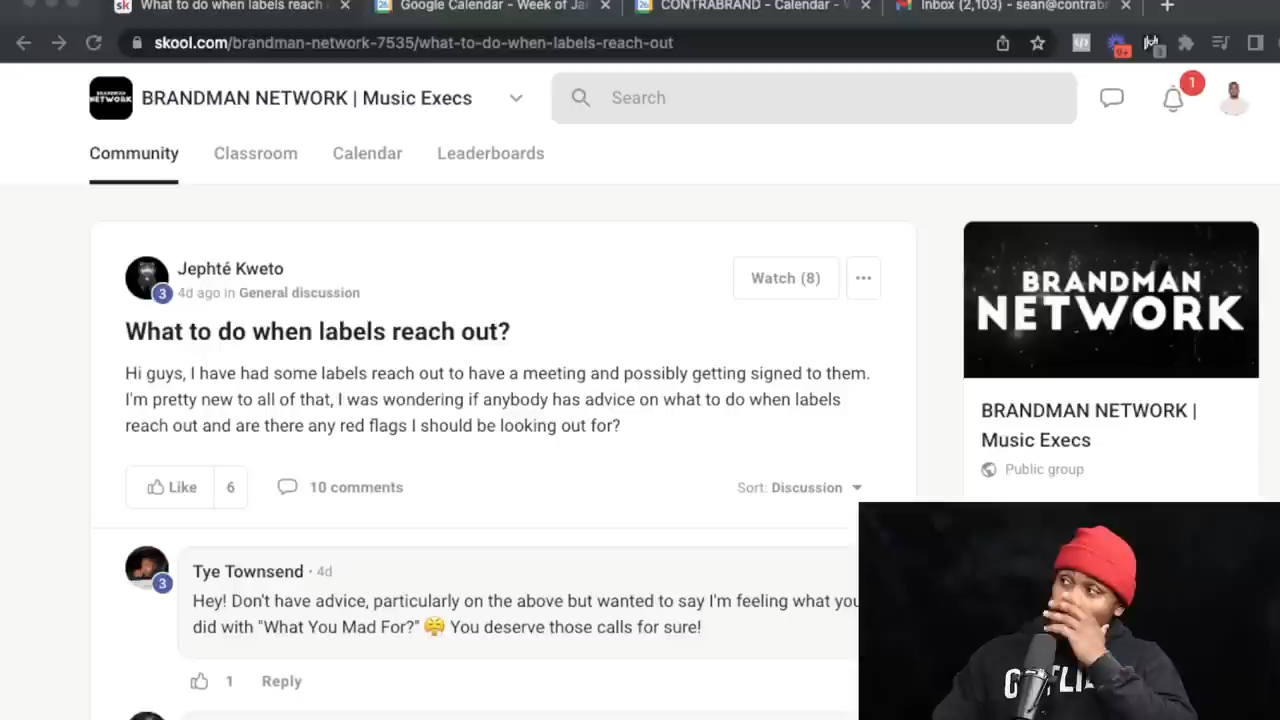 What to do when labels reach
Google Calendar - Week of Ja
CONTRABRAND - Calendar -
Inbox (2,103) - sean@contrab
skool.com/brandman-network-7535/what-to-do-when-labels-reach-out
BRANDMAN NETWORK
BRANDMAN NETWORK | Music Execs
Search
1
Community
Classroom
Calendar
Leaderboards
Jephté Kweto
3
4d ago in General discussion
Watch (8)
What to do when labels reach out?
Hi guys, I have had some labels reach out to have a meeting and possibly getting signed to them.
I'm pretty new to all of that, I was wondering if anybody has advice on what to do when labels
reach out and are there any red flags I should be looking out for?
Like
6
10 comments
Sort: Discussion
BRANDMAN
NETWORK
BRANDMAN NETWORK |
Music Execs
Public group
3
Tye Townsend · 4d
Hey! Don't have advice, particularly on the above but wanted to say I'm feeling what you
did with "What You Mad For?" 😤 You deserve those calls for sure!
1
Reply